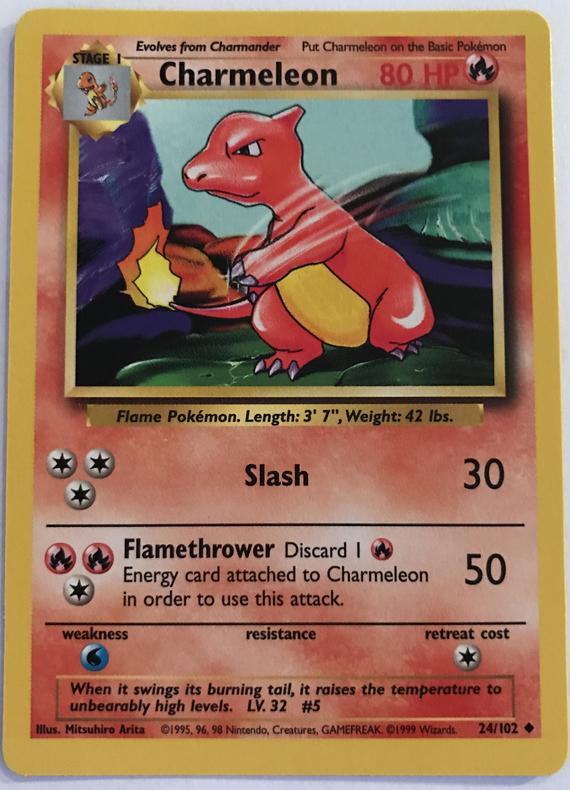 Evolves from Charmander Put Charmeleon on the Basic Pokémon
STAGE 1
Charmeleon 80 HP
Flame Pokémon. Length: 3' 7", Weight: 42 lbs.
Slash 30
Flamethrower Discard 1
Energy card attached to Charmeleon 50
in order to use this attack.
weakness resistance retreat cost
When it swings its burning tail, it raises the temperature to
unbearably high levels. LV. 32 #5
Illus. Mitsuhiro Arita ©1995, 96, 98 Nintendo, Creatures, GAMEFREAK. ©1999 Wizards. 24/102